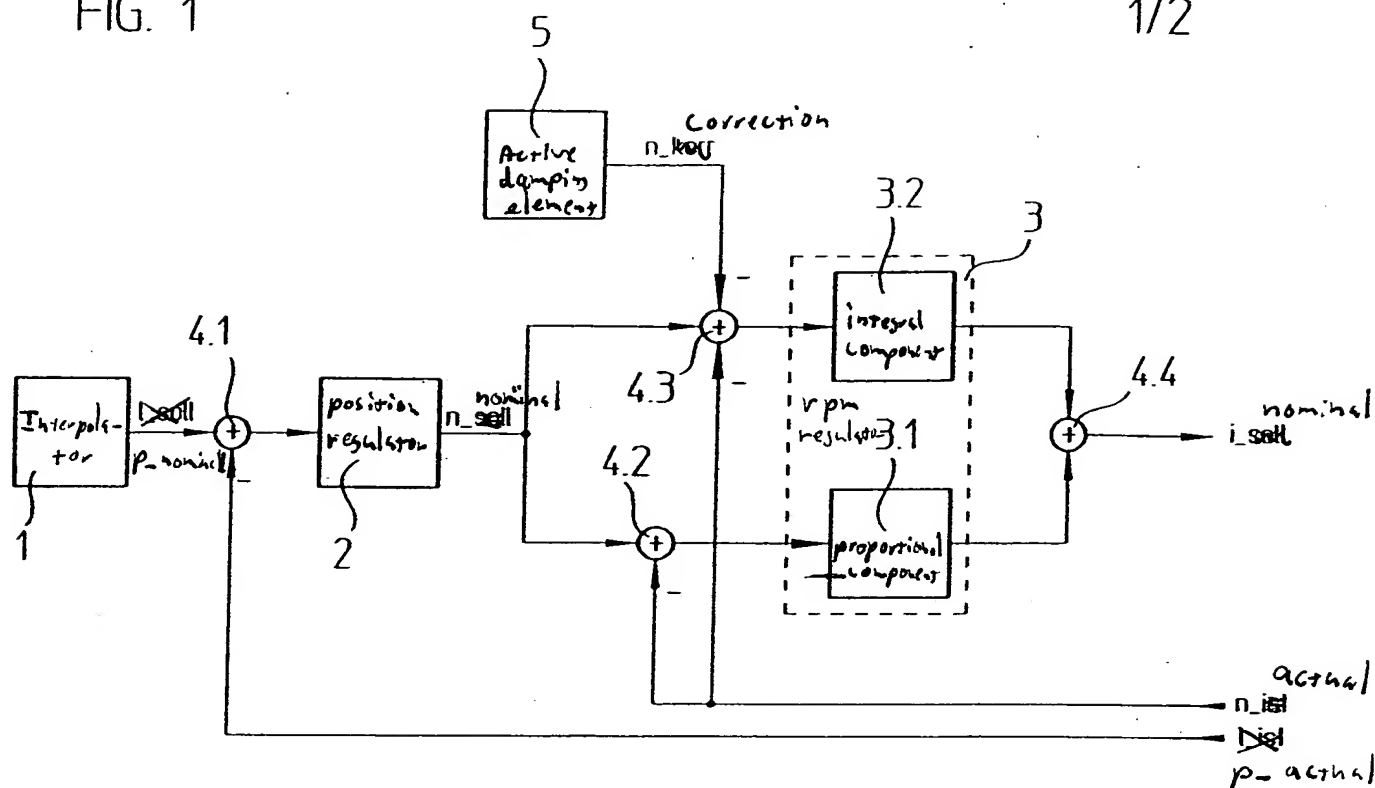 FIG. 1
1/2
5
correction
n_korr
Active
damping
element
3.2
3
integral
component
4.1
4.3
4.4
Interpola-
tor
p_nominal
position
regulator
nominal
n_soll
rpm
regulator
3.1
nominal
i_soll
1
2
4.2
proportional
component
actual
n_ist
p_actual